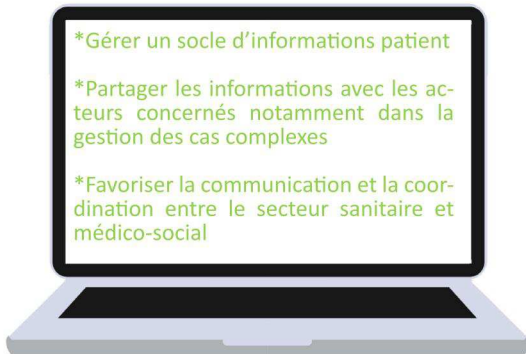 *Gérer un socle d’informations patient
*Partager les informations avec les ac-
teurs concernés notamment dans la
gestion des cas complexes
*Favoriser la communication et la coor-
dination entre le secteur sanitaire et
médico-social